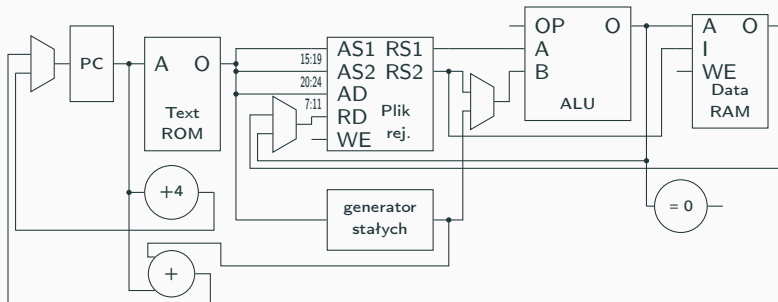 PC
A O
Text
ROM
+4
+
15:19
20:24
7:11
AS1 RS1
AS2 RS2
AD
RD
WE
Plik
rej.
generator
stałych
OP O
A
B
ALU
= 0
A O
I
WE
Data
RAM